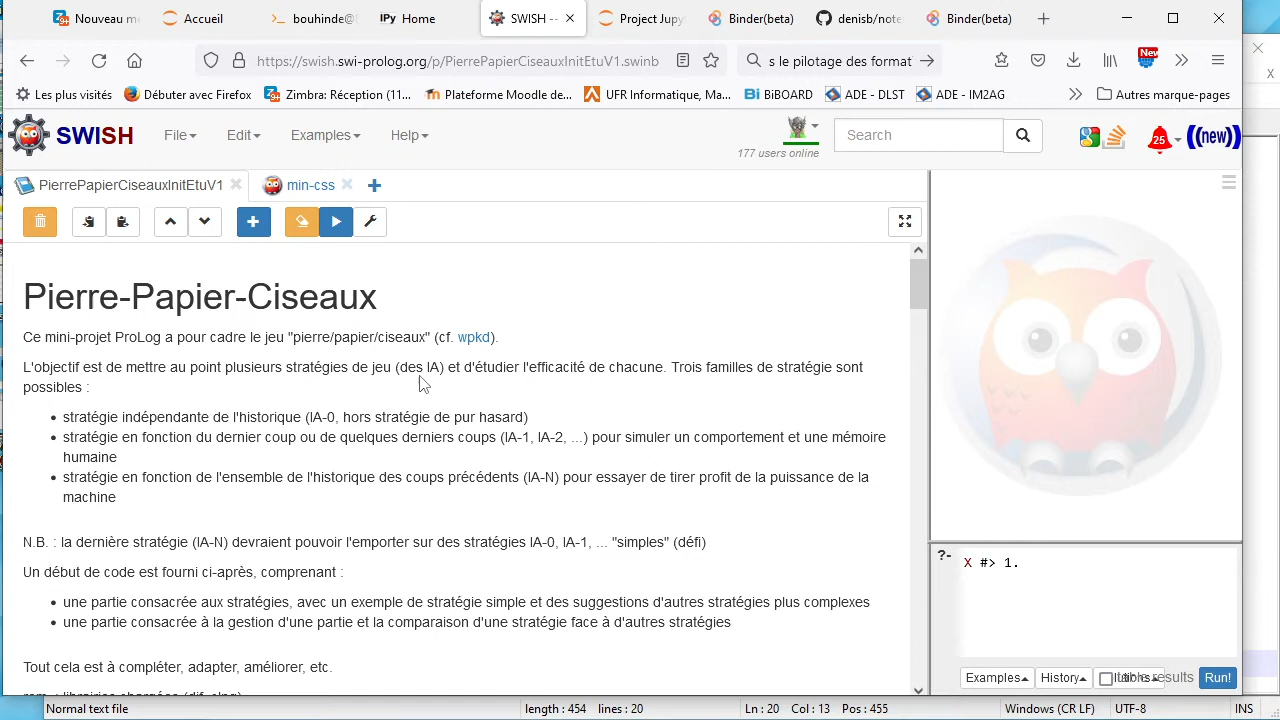 Nouveau m
Accueil
bouhinde@
IPy Home
SWISH --
Project Jupy
Binder(beta)
denisb/note
Binder(beta)
https://swish.swi-prolog.org/p/PierrePapierCiseauxInitEtuV1.swinb
s le pilotage des format
New
Les plus visités
Débuter avec Firefox
Zimbra: Réception (11...
Plateforme Moodle de...
UFR Informatique, Ma...
BiBOARD
ADE - DLST
ADE - IM2AG
Autres marque-pages
SWISH
File
Edit
Examples
Help
177 users online
Search
25
((new))
PierrePapierCiseauxInitEtuV1
min-css
Pierre-Papier-Ciseaux
Ce mini-projet ProLog a pour cadre le jeu "pierre/papier/ciseaux" (cf. wpkd).
L'objectif est de mettre au point plusieurs stratégies de jeu (des IA) et d'étudier l'efficacité de chacune. Trois familles de stratégie sont
possibles :
• stratégie indépendante de l'historique (IA-0, hors stratégie de pur hasard)
• stratégie en fonction du dernier coup ou de quelques derniers coups (IA-1, IA-2, ...) pour simuler un comportement et une mémoire
humaine
• stratégie en fonction de l'ensemble de l'historique des coups précédents (IA-N) pour essayer de tirer profit de la puissance de la
machine
N.B. : la dernière stratégie (IA-N) devraient pouvoir l'emporter sur des stratégies IA-0, IA-1, ... "simples" (défi)
Un début de code est fourni ci-après, comprenant :
• une partie consacrée aux stratégies, avec un exemple de stratégie simple et des suggestions d'autres stratégies plus complexes
• une partie consacrée à la gestion d'une partie et la comparaison d'une stratégie face à d'autres stratégies
Tout cela est à compléter, adapter, améliorer, etc.
?-
X #> 1.
Examples
History
results
Run!
Normal text file
length : 454
lines : 20
Ln : 20
Col : 13
Pos : 455
Windows (CR LF)
UTF-8
INS